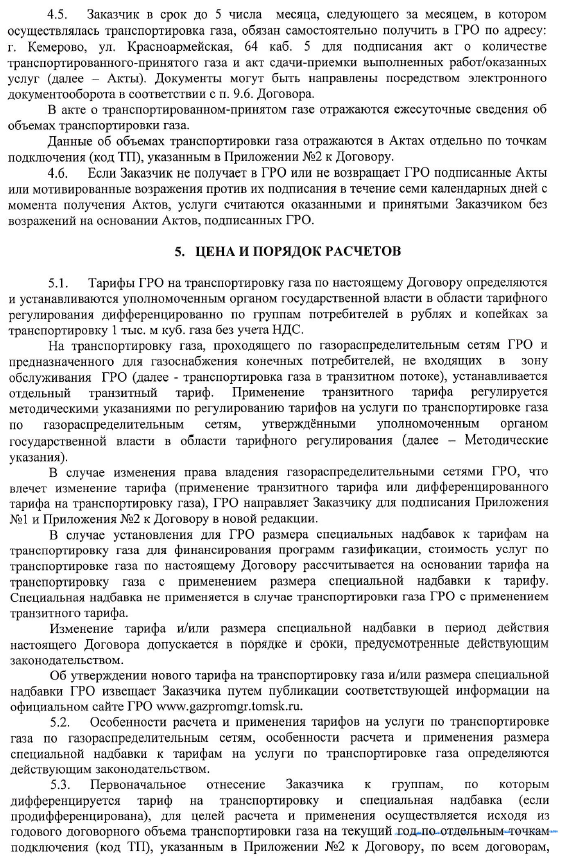 4.5. Заказчик в срок до 5 числа месяца, следующего за месяцем, в котором
осуществлялась транспортировка газа, обязан самостоятельно получить в ГРО по адресу:
г. Кемерово, ул. Красноармейская, 64 каб. 5 для подписания акт о количестве
транспортированного-принятого газа и акт сдачи-приемки выполненных работ/оказанных
услуг (далее – Акты). Документы могут быть направлены посредством электронного
документооборота в соответствии с п. 9.6. Договора.
В акте о транспортированном-принятом газе отражаются ежесуточные сведения об
объемах транспортировки газа.
Данные об объемах транспортировки газа отражаются в Актах отдельно по точкам
подключения (код ТП), указанным в Приложении №2 к Договору.
4.6. Если Заказчик не получает в ГРО или не возвращает ГРО подписанные Акты
или мотивированные возражения против их подписания в течение семи календарных дней с
момента получения Актов, услуги считаются оказанными и принятыми Заказчиком без
возражений на основании Актов, подписанных ГРО.
5. ЦЕНА И ПОРЯДОК РАСЧЕТОВ
5.1. Тарифы ГРО на транспортировку газа по настоящему Договору определяются
и устанавливаются уполномоченным органом государственной власти в области тарифного
регулирования дифференцированно по группам потребителей в рублях и копейках за
транспортировку 1 тыс. м куб. газа без учета НДС.
На транспортировку газа, проходящего по газораспределительным сетям ГРО и
предназначенного для газоснабжения конечных потребителей, не входящих в зону
обслуживания ГРО (далее - транспортировка газа в транзитном потоке), устанавливается
отдельный транзитный тариф. Применение транзитного тарифа регулируется
методическими указаниями по регулированию тарифов на услуги по транспортировке газа
по газораспределительным сетям, утверждёнными уполномоченным органом
государственной власти в области тарифного регулирования (далее – Методические
указания).
В случае изменения права владения газораспределительными сетями ГРО, что
влечет изменение тарифа (применение транзитного тарифа или дифференцированного
тарифа на транспортировку газа), ГРО направляет Заказчику для подписания Приложения
№1 и Приложения №2 к Договору в новой редакции.
В случае установления для ГРО размера специальных надбавок к тарифам на
транспортировку газа для финансирования программ газификации, стоимость услуг по
транспортировке газа по настоящему Договору рассчитывается на основании тарифа на
транспортировку газа с применением размера специальной надбавки к тарифу.
Специальная надбавка не применяется в случае транспортировки газа ГРО с применением
транзитного тарифа.
Изменение тарифа и/или размера специальной надбавки в период действия
настоящего Договора допускается в порядке и сроки, предусмотренные действующим
законодательством.
Об утверждении нового тарифа на транспортировку газа и/или размера специальной
надбавки ГРО извещает Заказчика путем публикации соответствующей информации на
официальном сайте ГРО www.gazpromgr.tomsk.ru.
5.2. Особенности расчета и применения тарифов на услуги по транспортировке
газа по газораспределительным сетям, особенности расчета и применения размера
специальной надбавки к тарифам на услуги по транспортировке газа определяются
действующим законодательством.
5.3. Первоначальное отнесение Заказчика к группам, по которым
дифференцируется тариф на транспортировку и специальная надбавка (если
продифференцирована), для целей расчета и применения осуществляется исходя из
годового договорного объема транспортировки газа на текущий год по отдельным точкам
подключения (код ТП), указанным в Приложении №2 к Договору, по всем договорам,